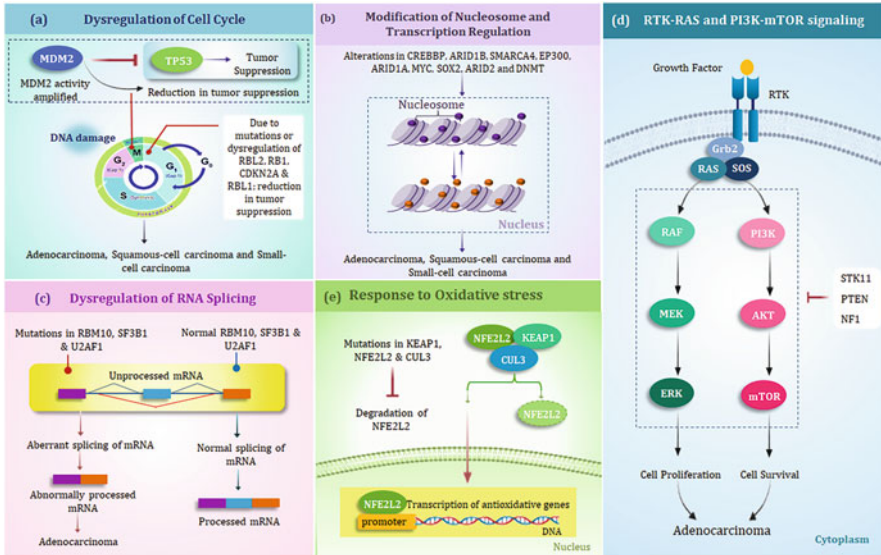 (a) Dysregulation of Cell Cycle
MDM2
TP53
Tumor
Suppression
MDM2 activity
amplified
Reduction in tumor suppression
DNA damage
M
G2
G1
G0
S
Due to
mutations or
dysregulation of
RBL2, RB1,
CDKN2A &
RBL1: reduction
in tumor
suppression
Adenocarcinoma, Squamous-cell carcinoma and Small-
cell carcinoma
(b) Modification of Nucleosome and
Transcription Regulation
Alterations in CREBBP, ARID1B, SMARCA4, EP300,
ARID1A, MYC, SOX2, ARID2 and DNMT
Nucleosome
Nucleus
Adenocarcinoma, Squamous-cell carcinoma and
Small-cell carcinoma
(c) Dysregulation of RNA Splicing
Mutations in RBM10, SF3B1
& U2AF1
Normal RBM10, SF3B1 &
U2AF1
Unprocessed mRNA
Aberrant splicing of mRNA
Normal splicing of
mRNA
Abnormally processed
mRNA
Processed mRNA
Adenocarcinoma
(e) Response to Oxidative stress
Mutations in KEAP1,
NFE2L2 & CUL3
Degradation of
NFE2L2
NFE2L2
KEAP1
CUL3
NFE2L2
NFE2L2
promoter
Transcription of antioxidative genes
DNA
Nucleus
(d) RTK-RAS and PI3K-mTOR signaling
Growth Factor
RTK
Grb2
RAS
SOS
RAF
PI3K
MEK
AKT
ERK
mTOR
STK11
PTEN
NF1
Cell Proliferation
Cell Survival
Adenocarcinoma
Cytoplasm